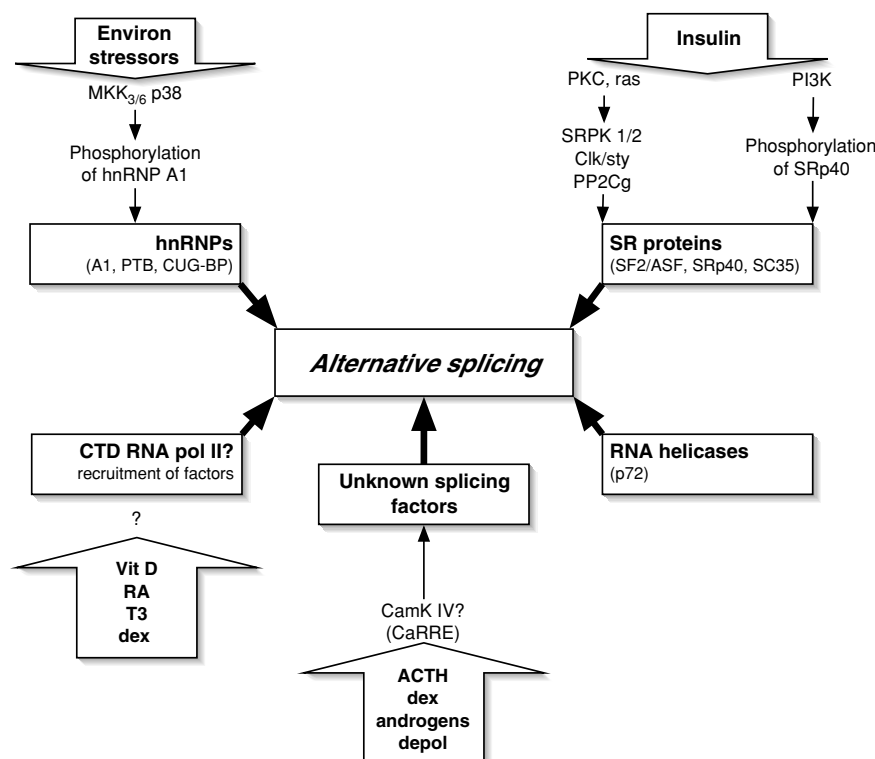 Environ
stressors
MKK3/6 p38
Phosphorylation
of hnRNP A1
hnRNPs
(A1, PTB, CUG-BP)
Insulin
PKC, ras
SRPK 1/2
Clk/sty
PP2Cg
PI3K
Phosphorylation
of SRp40
SR proteins
(SF2/ASF, SRp40, SC35)
Alternative splicing
CTD RNA pol II?
recruitment of factors
?
Vit D
RA
T3
dex
Unknown splicing
factors
CamK IV?
(CaRRE)
ACTH
dex
androgens
depol
RNA helicases
(p72)